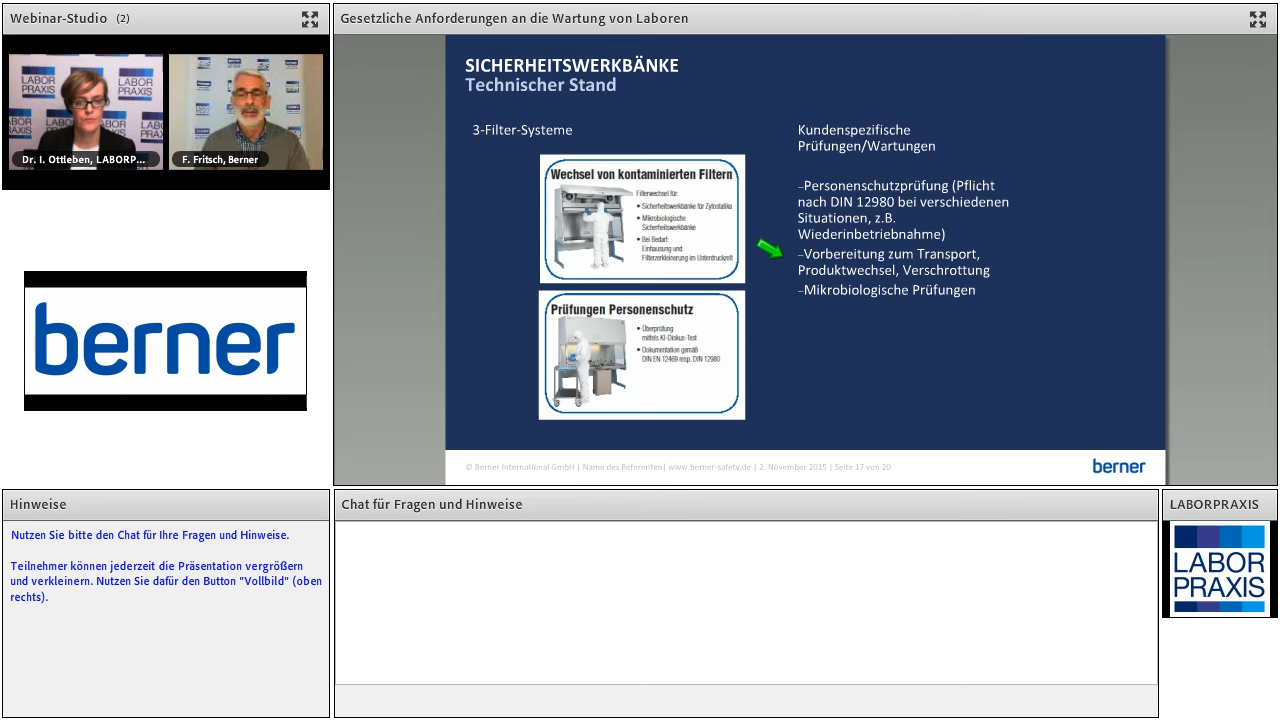 Webinar-Studio (2)
LABOR
PRAXIS
LABOR
PRAXIS
Dr. I. Ottleben, LABORP...
F. Fritsch, Berner
berner
Gesetzliche Anforderungen an die Wartung von Laboren
SICHERHEITSWERKBÄNKE
Technischer Stand
3-Filter-Systeme
Wechsel von kontaminierten Filtern
Filterwechsel für:
• Sicherheitswerkbänke für Zytostatika
• Mikrobiologische
Sicherheitswerkbänke
• Bei Bedarf:
Einhausung und
Filterzerkleinerung im Unterdruckzelt
Prüfungen Personenschutz
• Überprüfung
mittels KI-Diskus-Test
• Dokumentation gemäß
DIN EN 12469 resp. DIN 12980
Kundenspezifische
Prüfungen/Wartungen
–Personenschutzprüfung (Pflicht
nach DIN 12980 bei verschiedenen
Situationen, z.B.
Wiederinbetriebnahme)
–Vorbereitung zum Transport,
Produktwechsel, Verschrottung
–Mikrobiologische Prüfungen
© Berner International GmbH | Name des Referenten| www.berner-safety.de | 2. November 2015 | Seite 17 von 20
berner
Hinweise
Nutzen Sie bitte den Chat für Ihre Fragen und Hinweise.
Teilnehmer können jederzeit die Präsentation vergrößern
und verkleinern. Nutzen Sie dafür den Button "Vollbild" (oben
rechts).
Chat für Fragen und Hinweise
LABORPRAXIS
LABOR
PRAXIS